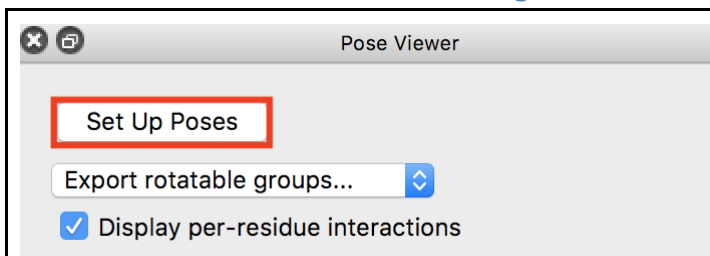 Pose Viewer
Set Up Poses
Export rotatable groups...
Display per-residue interactions